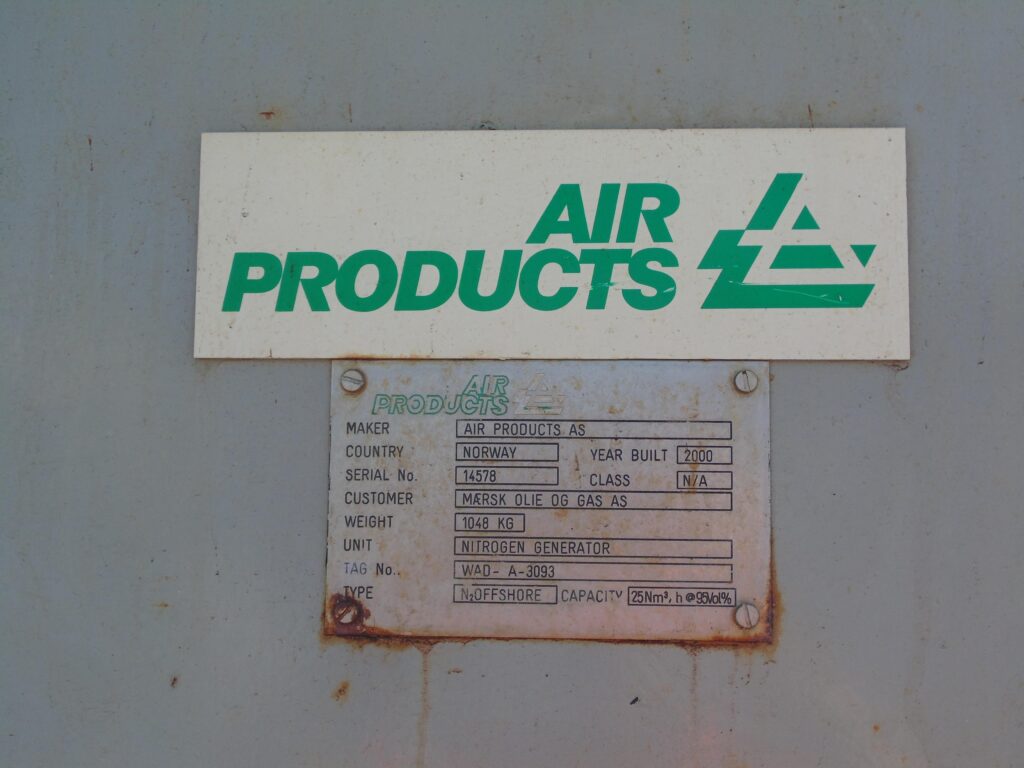 AIR
PRODUCTS
AIR
PRODUCTS
MAKER AIR PRODUCTS AS
COUNTRY NORWAY YEAR BUILT 2000
SERIAL No. 14578 CLASS N/A
CUSTOMER MÆRSK OLIE OG GAS AS
WEIGHT 1048 KG
UNIT NITROGEN GENERATOR
TAG No.. WAD- A-3093
TYPE N₂OFFSHORE CAPACITY 25Nm³, h @95Vol%